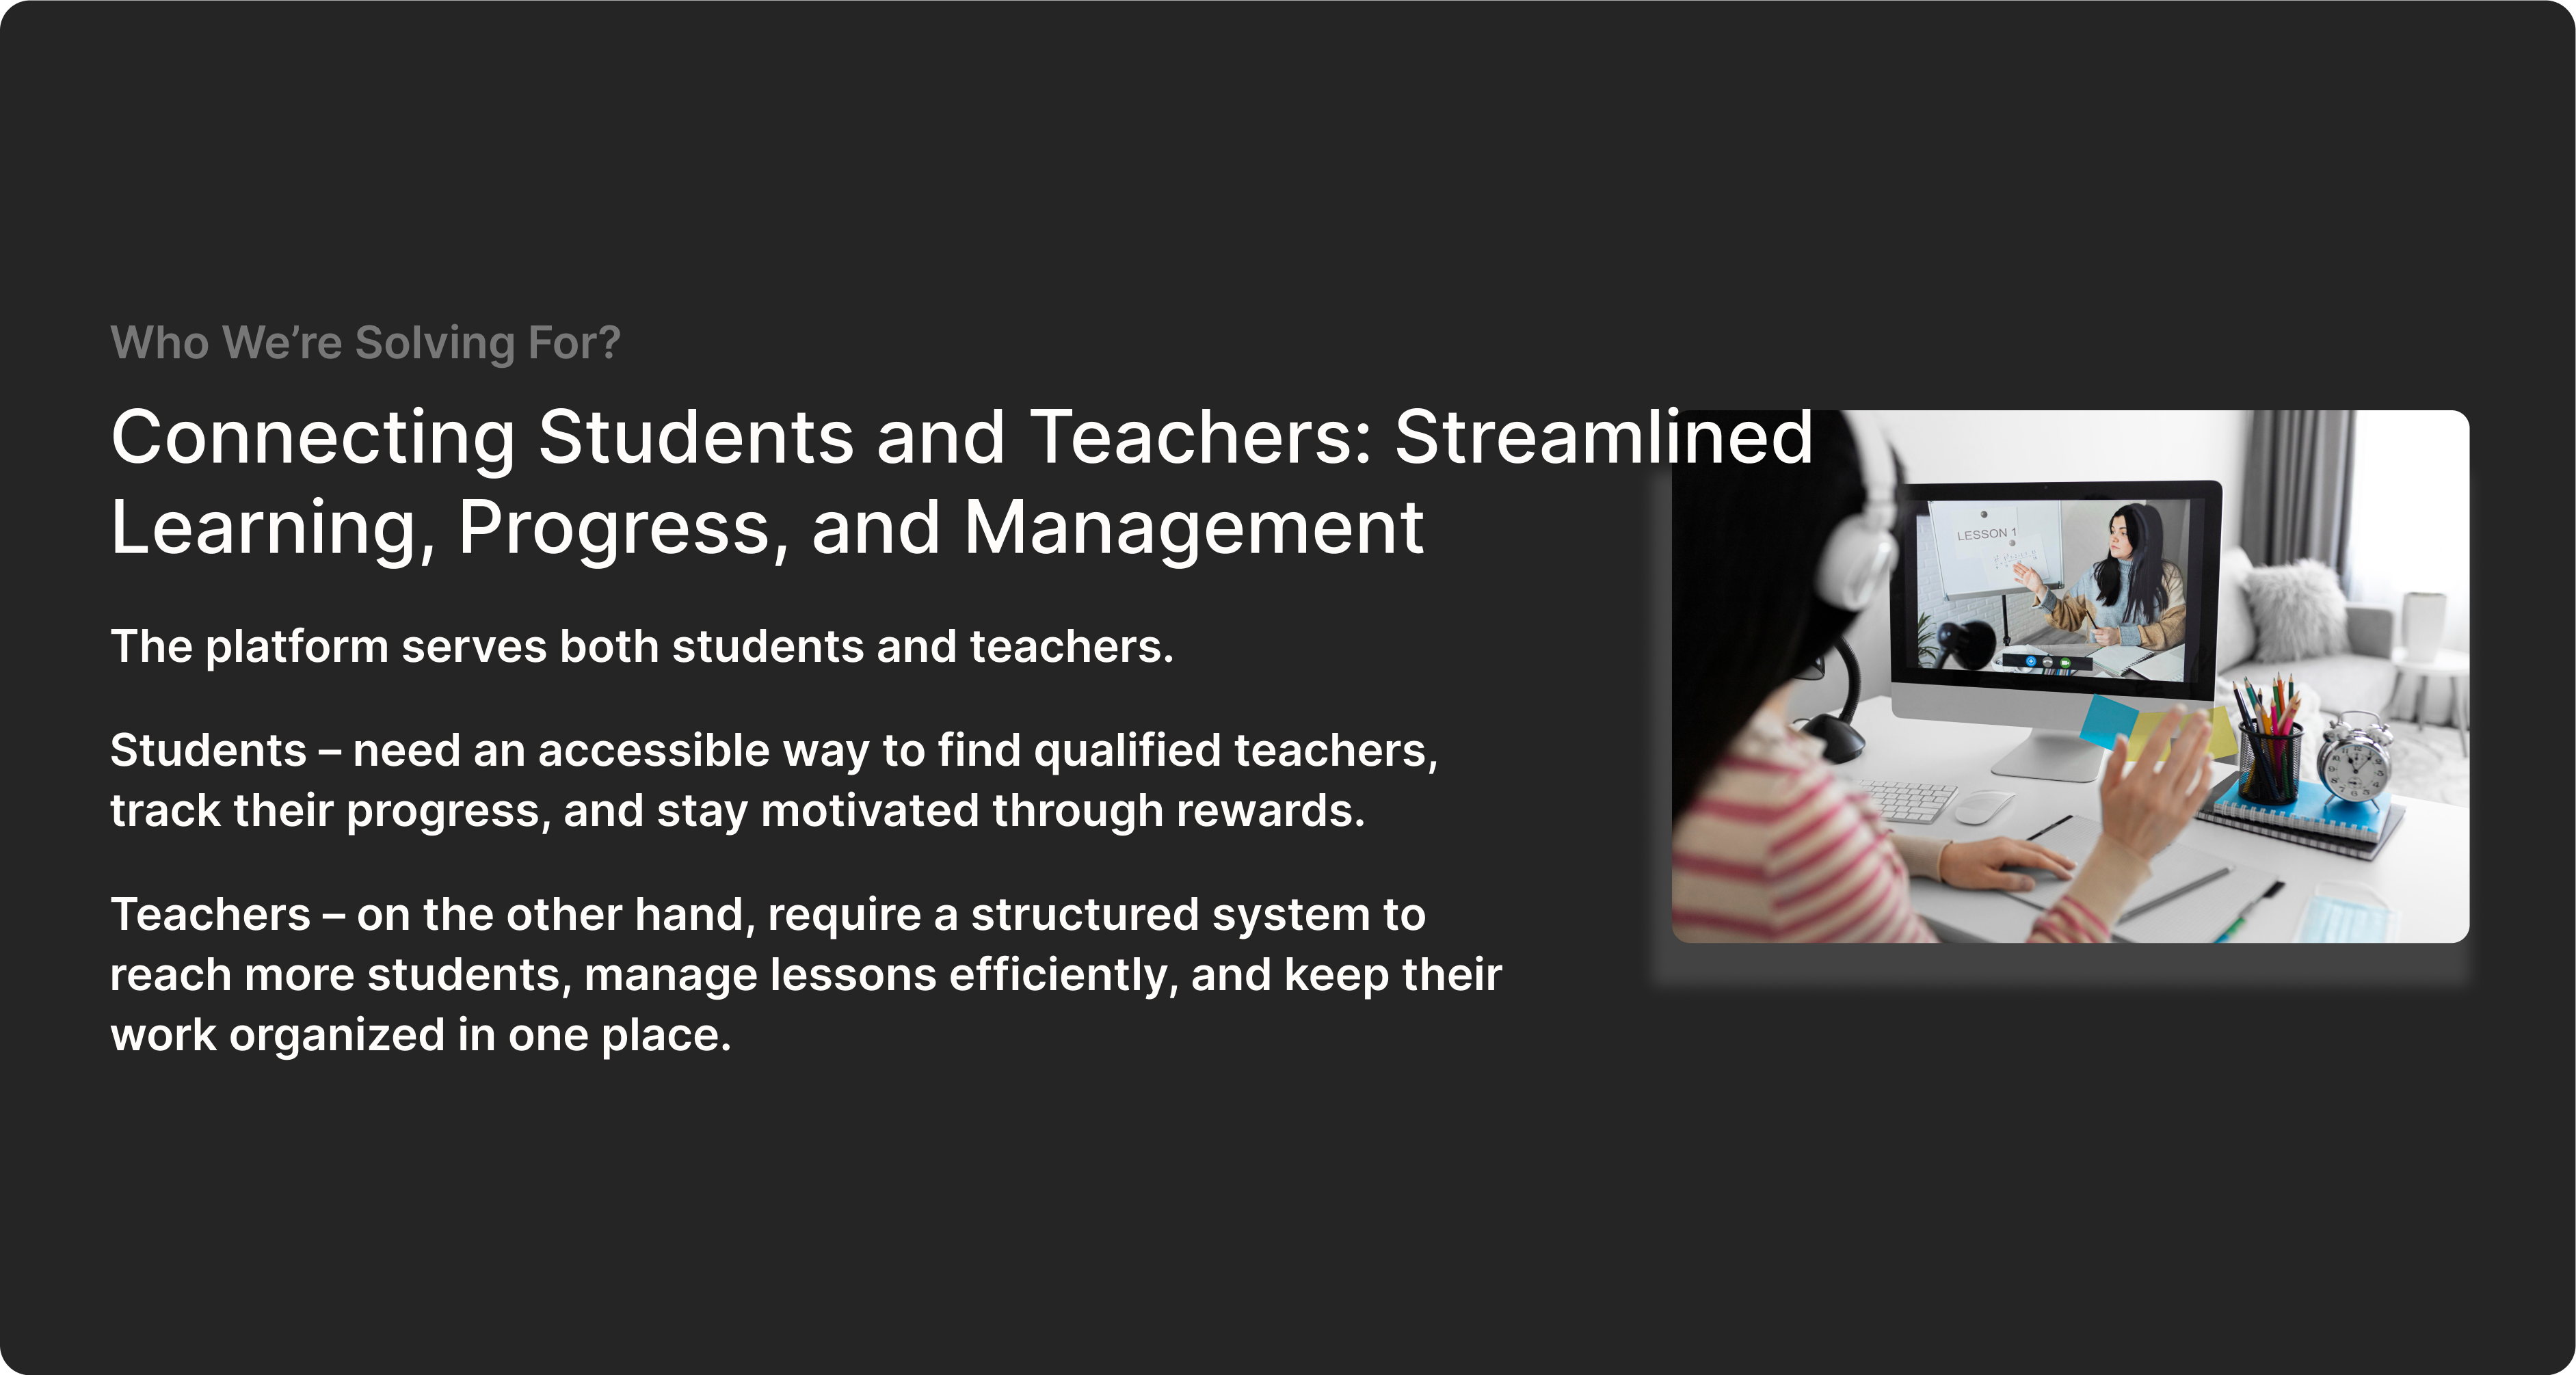 Who We’re Solving For?
Connecting Students and Teachers: Streamlined
Learning, Progress, and Management
The platform serves both students and teachers.
Students – need an accessible way to find qualified teachers,
track their progress, and stay motivated through rewards.
Teachers – on the other hand, require a structured system to
reach more students, manage lessons efficiently, and keep their
work organized in one place.
LESSON 1